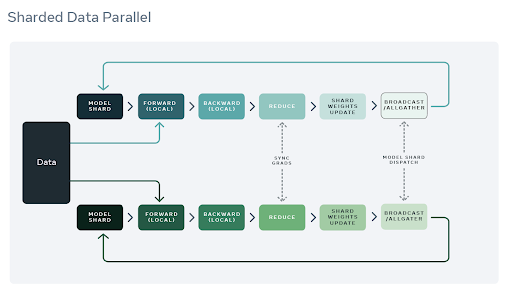 Sharded Data Parallel
MODEL
SHARD
FORWARD
(LOCAL)
BACKWARD
(LOCAL)
REDUCE
SHARD
WEIGHTS
UPDATE
BROADCAST
/ALLGATHER
Data
SYNC
GRADS
MODEL SHARD
DISPATCH
MODEL
SHARD
FORWARD
(LOCAL)
BACKWARD
(LOCAL)
REDUCE
SHARD
WEIGHTS
UPDATE
BROADCAST
/ALLGATER